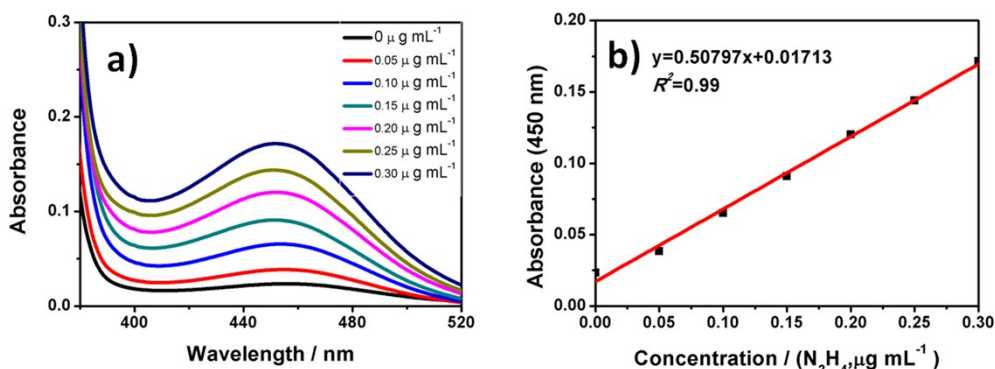 a)
0 μ g mL⁻¹
0.05 μ g mL⁻¹
0.10 μ g mL⁻¹
0.15 μ g mL⁻¹
0.20 μ g mL⁻¹
0.25 μ g mL⁻¹
0.30 μ g mL⁻¹
0.3
0.2
0.1
0.0
Absorbance
400 440 480 520
Wavelength / nm
b)
y=0.50797x+0.01713
R²=0.99
0.20
0.15
0.10
0.05
0.00
Absorbance (450 nm)
0.00 0.05 0.10 0.15 0.20 0.25 0.30
Concentration / (N₂H₄,μg mL⁻¹ )